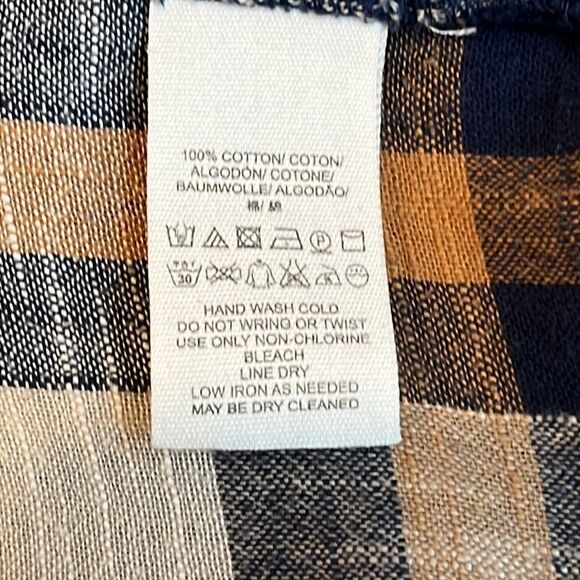 100% COTTON/ COTON/
ALGODÓN/ COTONE/
BAUMWOLLE/ ALGODÃO/
棉/ 綿
P
30
HAND WASH COLD
DO NOT WRING OR TWIST
USE ONLY NON-CHLORINE
BLEACH
LINE DRY
LOW IRON AS NEEDED
MAY BE DRY CLEANED